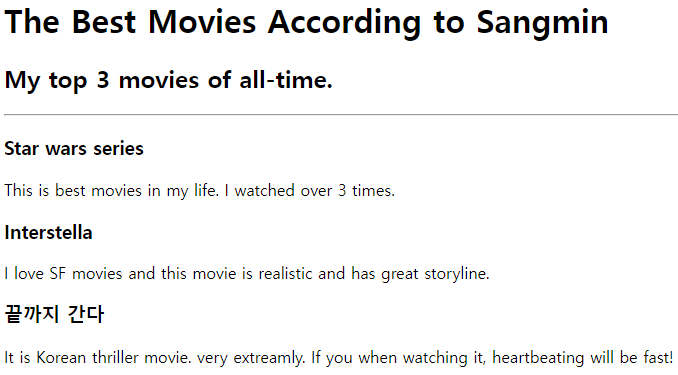 The Best Movies According to Sangmin
My top 3 movies of all-time.
Star wars series
This is best movies in my life. I watched over 3 times.
Interstella
I love SF movies and this movie is realistic and has great storyline.
끝까지 간다
It is Korean thriller movie. very extreamly. If you when watching it, heartbeating will be fast!